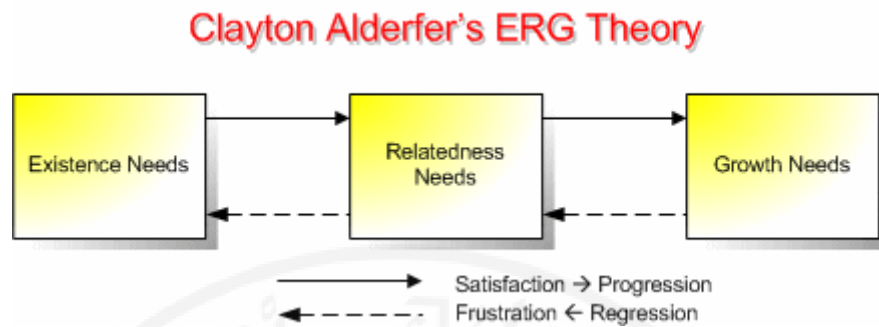 Clayton Alderfer's ERG Theory
Existence Needs
Relatedness
Needs
Growth Needs
Satisfaction → Progression
Frustration ← Regression